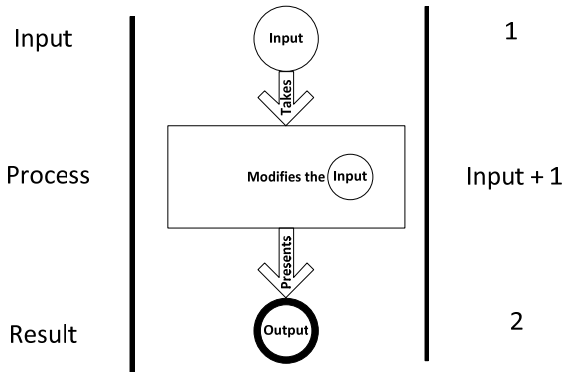 Input
Input
1
Takes
Process
Modifies the Input
Input + 1
Presents
Result
Output
2